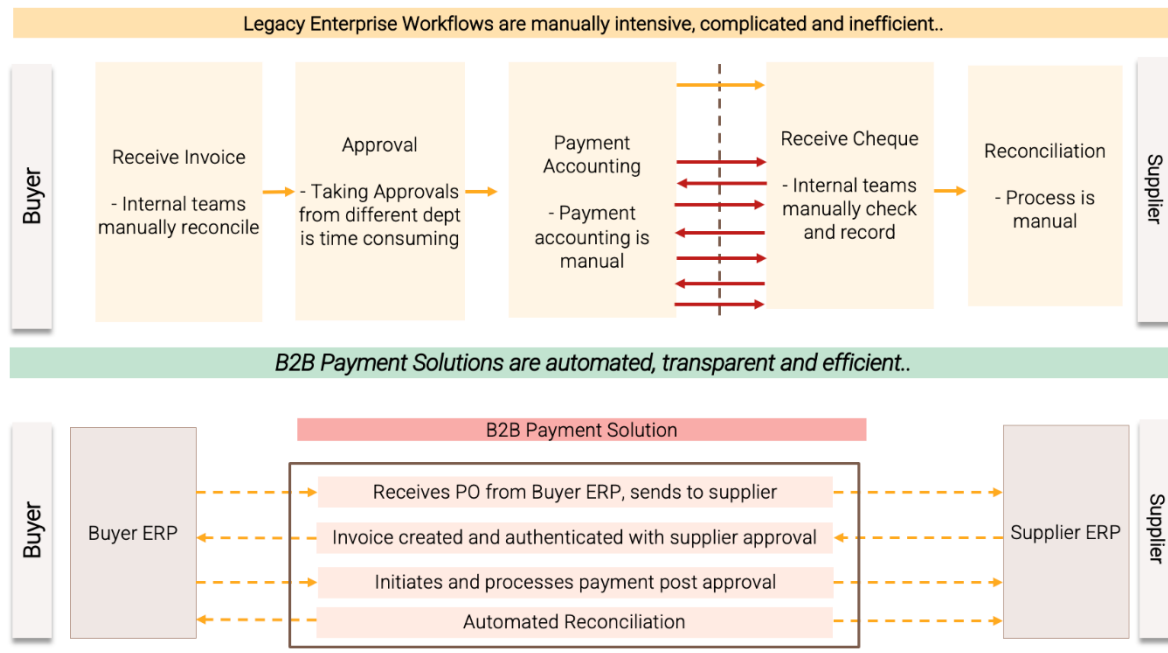 Legacy Enterprise Workflows are manually intensive, complicated and inefficient..
Buyer
Receive Invoice
- Internal teams
manually reconcile
Approval
- Taking Approvals
from different dept
is time consuming
Payment
Accounting
- Payment
accounting is
manual
Receive Cheque
- Internal teams
manually check
and record
Reconciliation
- Process is
manual
Supplier
B2B Payment Solutions are automated, transparent and efficient..
B2B Payment Solution
Buyer
Buyer ERP
Receives PO from Buyer ERP, sends to supplier
Invoice created and authenticated with supplier approval
Initiates and processes payment post approval
Automated Reconciliation
Supplier ERP
Supplier